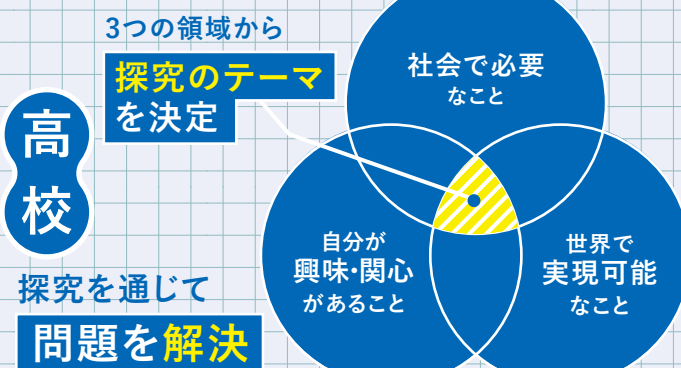 3つの領域から
探究のテーマ
を決定
高校
探究を通じて
問題を解決
社会で必要
なこと
自分が
興味・関心
があること
世界で
実現可能
なこと